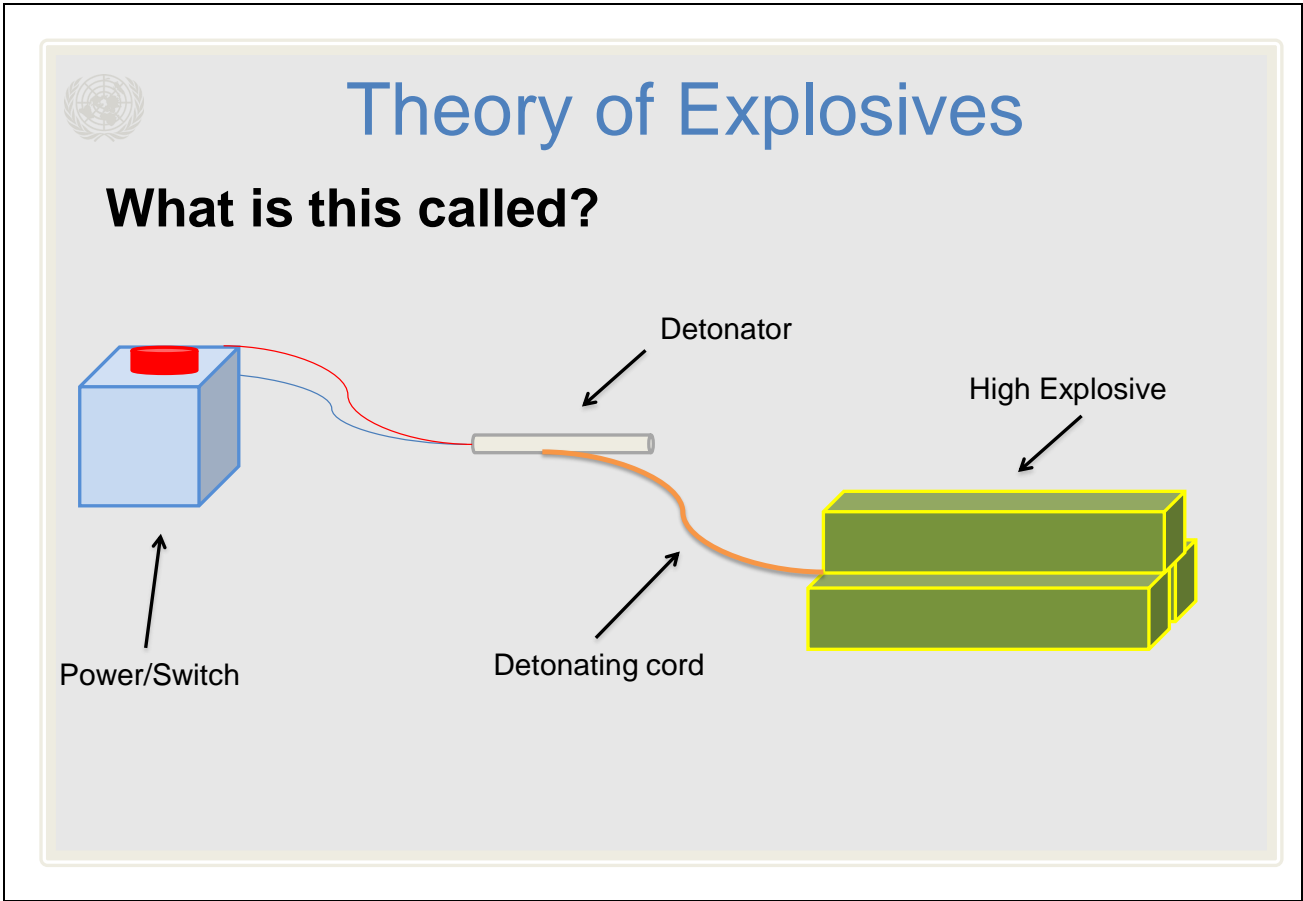 Theory of Explosives
What is this called?
Detonator
High Explosive
Detonating cord
Power/Switch